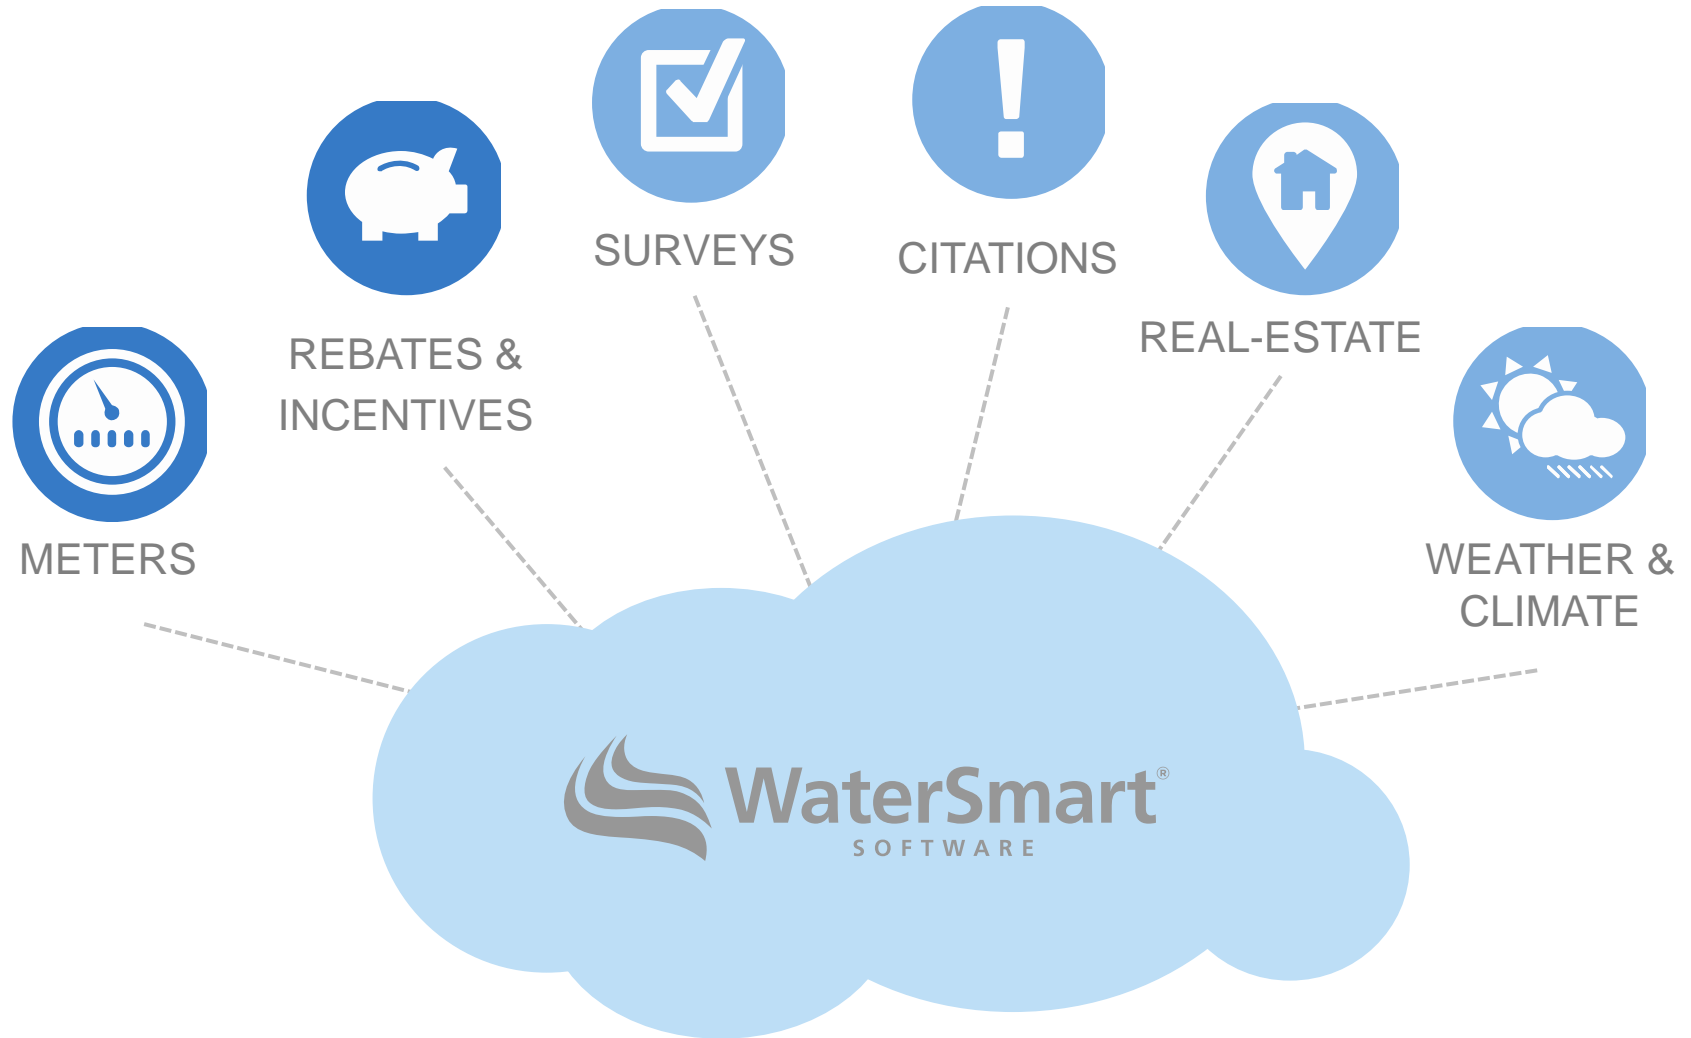 METERS
REBATES &
INCENTIVES
SURVEYS
CITATIONS
REAL-ESTATE
WEATHER &
CLIMATE
WaterSmart®
SOFTWARE